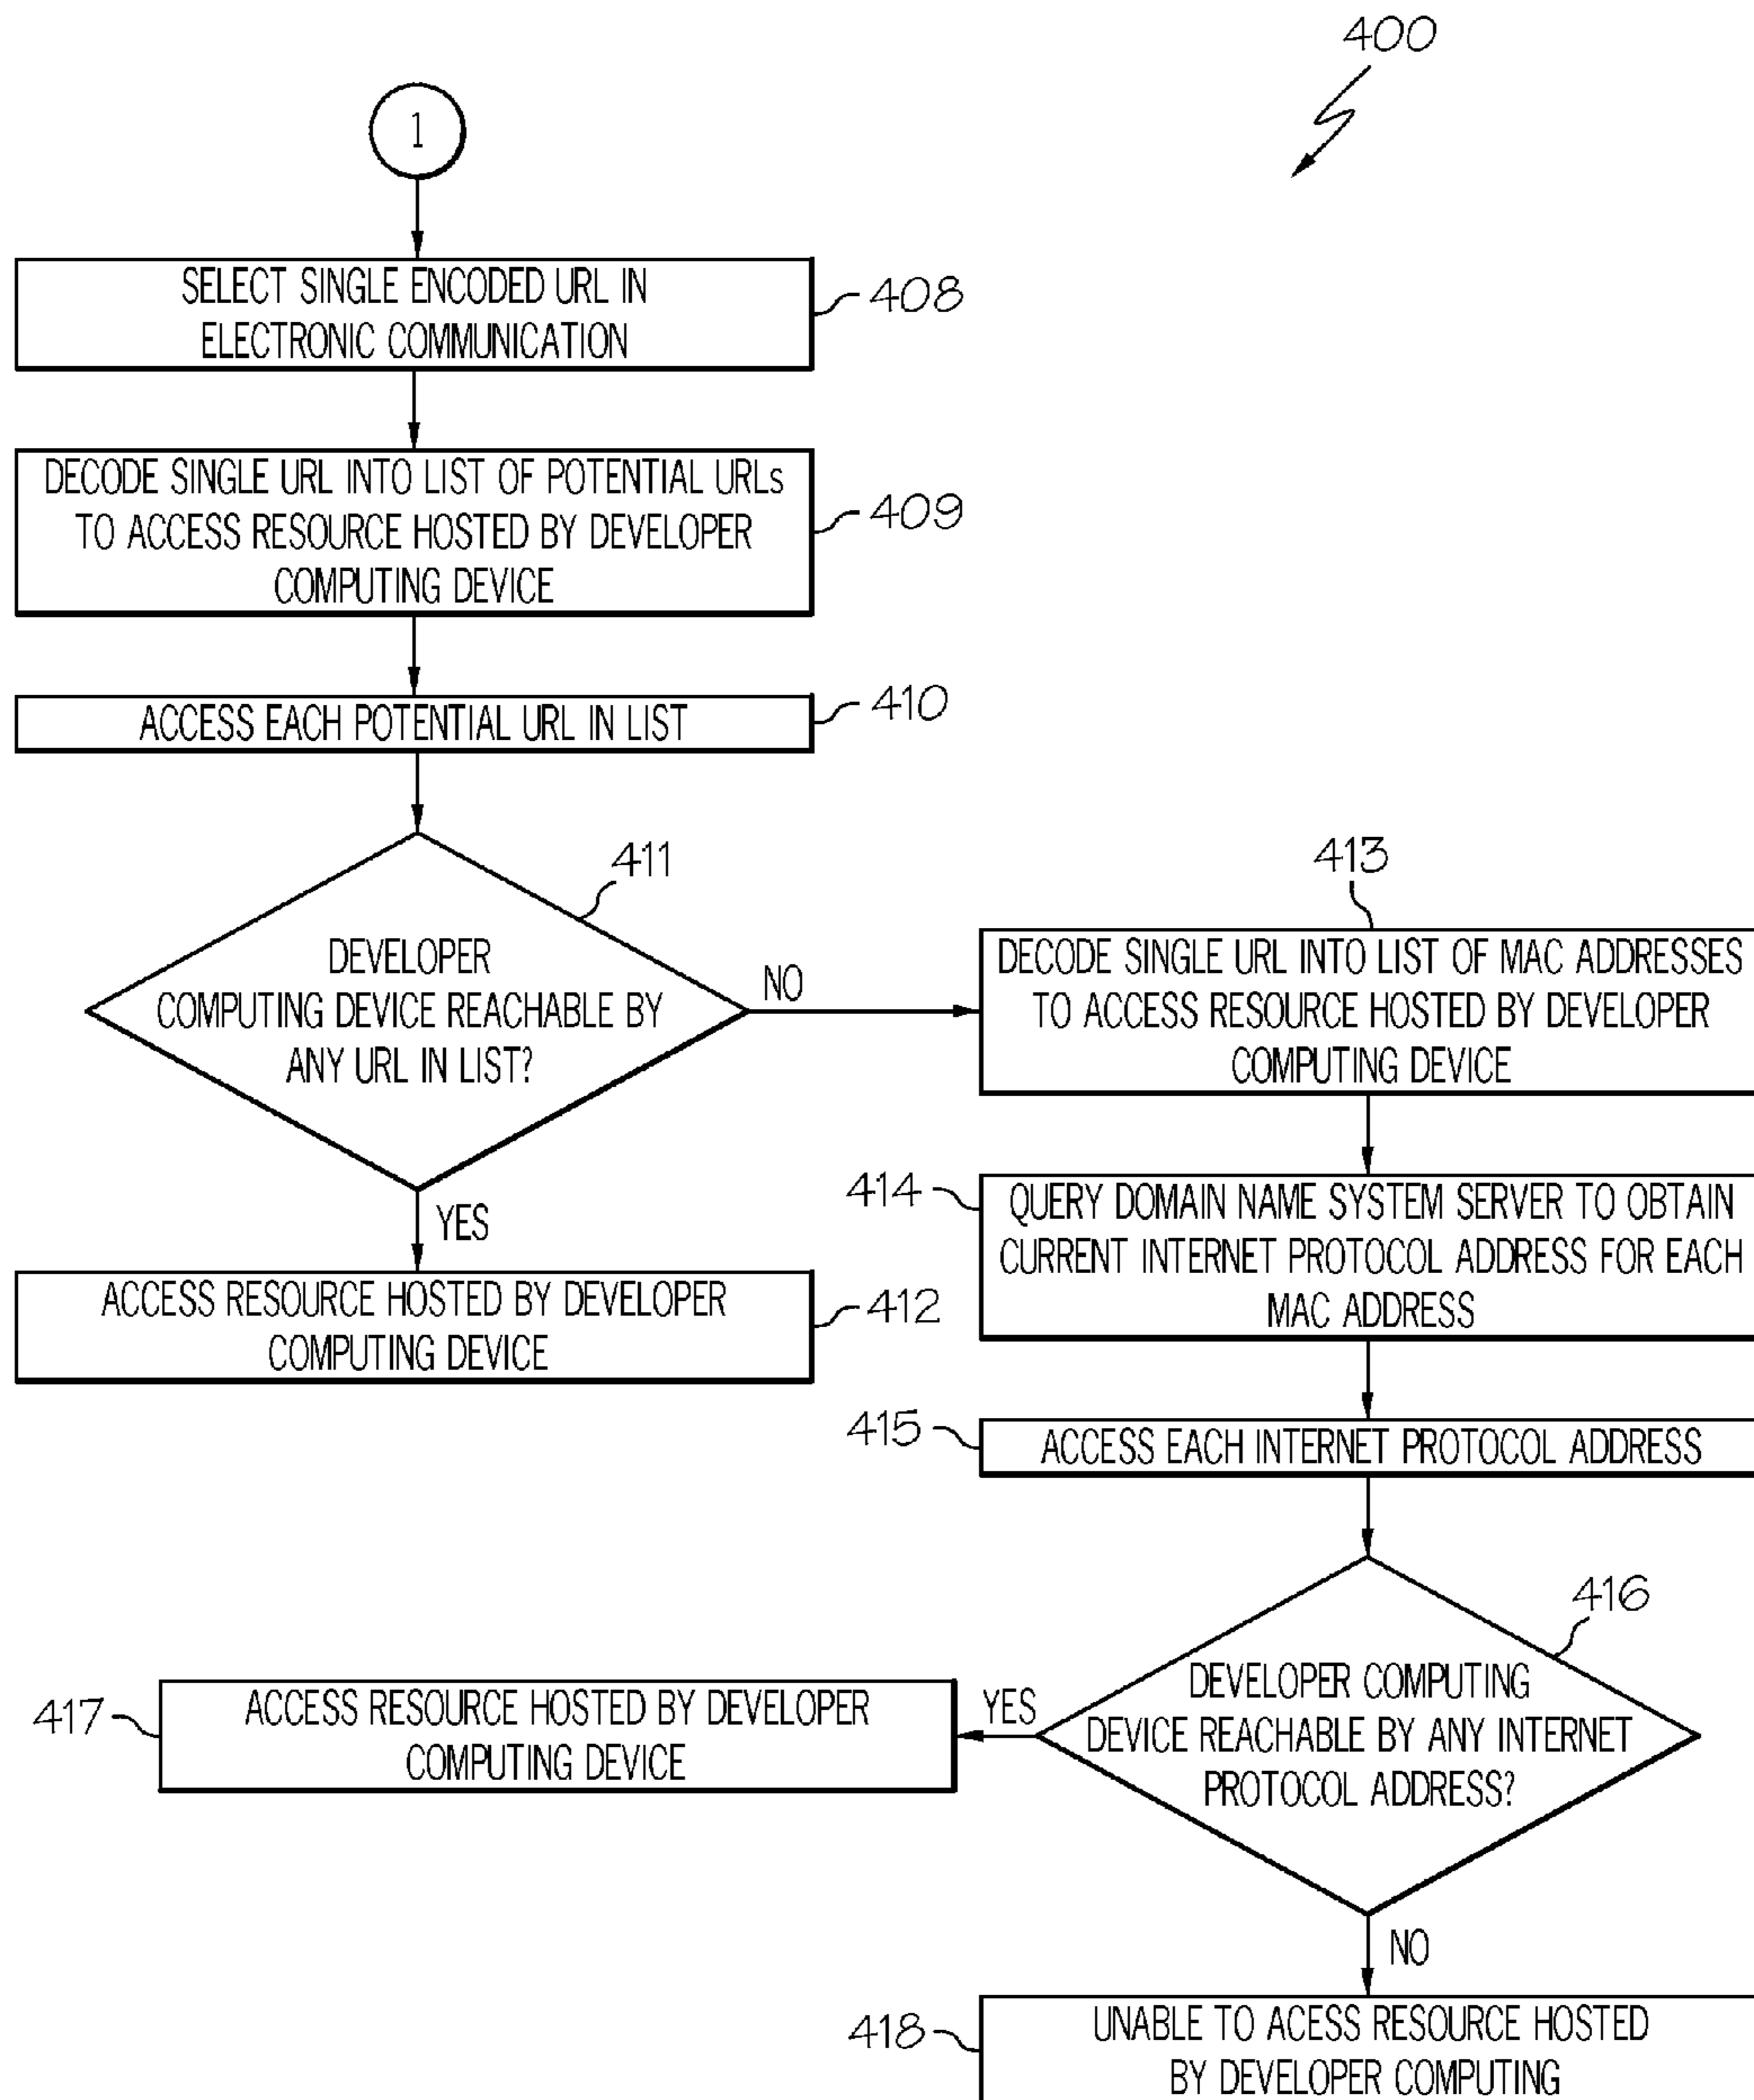 400
1
SELECT SINGLE ENCODED URL IN
ELECTRONIC COMMUNICATION
408
DECODE SINGLE URL INTO LIST OF POTENTIAL URLs
TO ACCESS RESOURCE HOSTED BY DEVELOPER
COMPUTING DEVICE
409
ACCESS EACH POTENTIAL URL IN LIST
410
411
DEVELOPER
COMPUTING DEVICE REACHABLE BY
ANY URL IN LIST?
NO
YES
ACCESS RESOURCE HOSTED BY DEVELOPER
COMPUTING DEVICE
412
413
DECODE SINGLE URL INTO LIST OF MAC ADDRESSES
TO ACCESS RESOURCE HOSTED BY DEVELOPER
COMPUTING DEVICE
414
QUERY DOMAIN NAME SYSTEM SERVER TO OBTAIN
CURRENT INTERNET PROTOCOL ADDRESS FOR EACH
MAC ADDRESS
415
ACCESS EACH INTERNET PROTOCOL ADDRESS
416
DEVELOPER COMPUTING
DEVICE REACHABLE BY ANY INTERNET
PROTOCOL ADDRESS?
YES
417
ACCESS RESOURCE HOSTED BY DEVELOPER
COMPUTING DEVICE
NO
418
UNABLE TO ACESS RESOURCE HOSTED
BY DEVELOPER COMPUTING